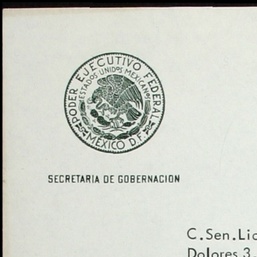 PODER EJECUTIVO FEDERAL
ESTADOS UNIDOS MEXICANOS
MEXICO D.F.
SECRETARIA DE GOBERNACION
C.Sen.Lic
Dolores 3.